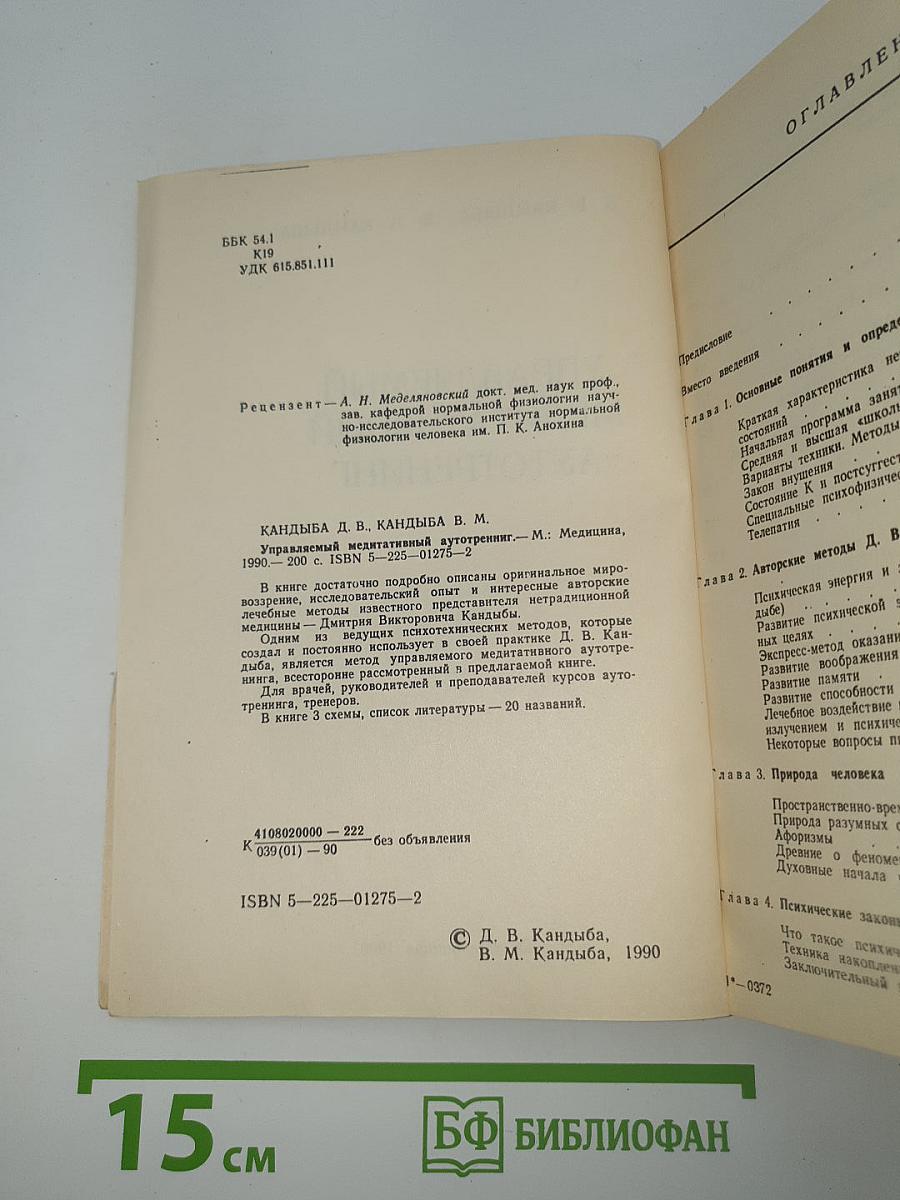 ББК 54.1
К19
УДК 615.851.111
Рецензент — А. Н. Меделяновский докт. мед. наук проф.,
зав. кафедрой нормальной физиологии науч-
но-исследовательского института нормальной
физиологии человека им. П. К. Анохина
КАНДЫБА Д. В., КАНДЫБА В. М.
Управляемый медитативный аутотренниг.— М.: Медицина,
1990.— 200 с. ISBN 5—225—01275—2
В книге достаточно подробно описаны оригинальное миро-
воззрение, исследовательский опыт и интересные авторские
лечебные методы известного представителя нетрадиционной
медицины — Дмитрия Викторовича Кандыбы.
Одним из ведущих психотехнических методов, которые
создал и постоянно использует в своей практике Д. В. Кан-
дыба, является метод управляемого медитативного аутотре-
нинга, всесторонне рассмотренный в предлагаемой книге.
Для врачей, руководителей и преподавателей курсов ауто-
тренинга, тренеров.
В книге 3 схемы, список литературы — 20 названий.
К 4108020000 — 222
039(01) — 90 без объявления
ISBN 5—225—01275—2
© Д. В. Кандыба,
В. М. Кандыба, 1990
ОГЛАВЛЕН
Предисловие
Вместо введения
Глава 1. Основные понятия и опреде
Краткая характеристика не
состояний
Начальная программа занят
Средняя и высшая «школ
Варианты техники. Методы
Закон внушения
Состояние К и постсуггест
Специальные психофизичес
Телепатия
Глава 2. Авторские методы Д. В
Психическая энергия и
дыбе)
Развитие психической э
ных целях
Экспресс-метод оказани
Развитие воображения
Развитие памяти
Развитие способности
Лечебное воздействие
излучением и психиче
Некоторые вопросы
Глава 3. Природа человека
Пространственно-врем
Природа разумных
Афоризмы
Древние о феноме
Духовные начала
Глава 4. Психические закон
Что такое психич
Техника накоплен
Заключительный
1*—0372
15 см
БФ БИБЛИОФАН